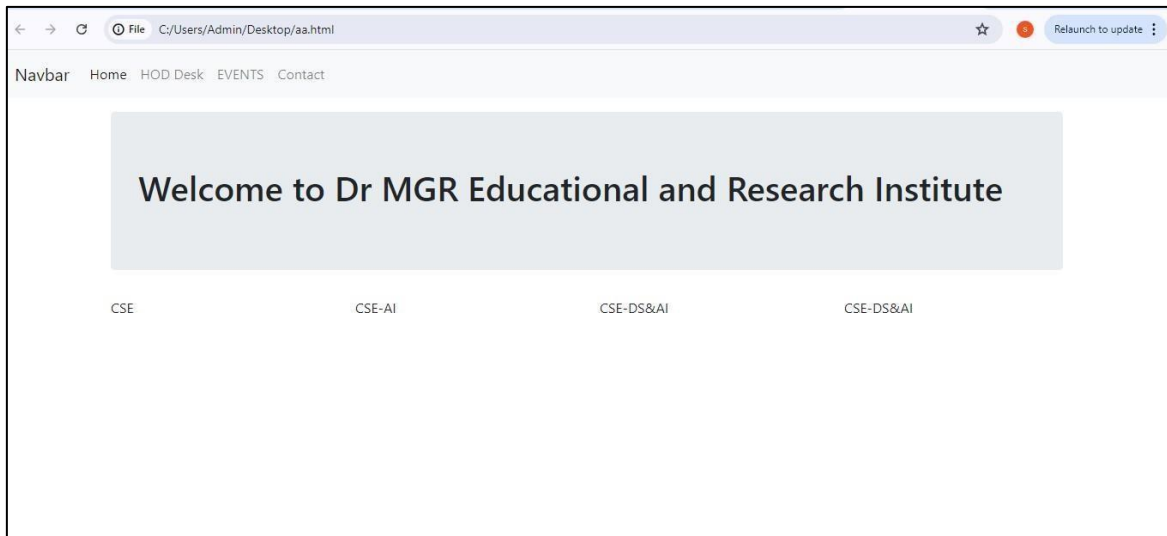 File C:/Users/Admin/Desktop/aa.html Relaunch to update
Navbar Home HOD Desk EVENTS Contact
Welcome to Dr MGR Educational and Research Institute
CSE CSE-AI CSE-DS&AI CSE-DS&AI